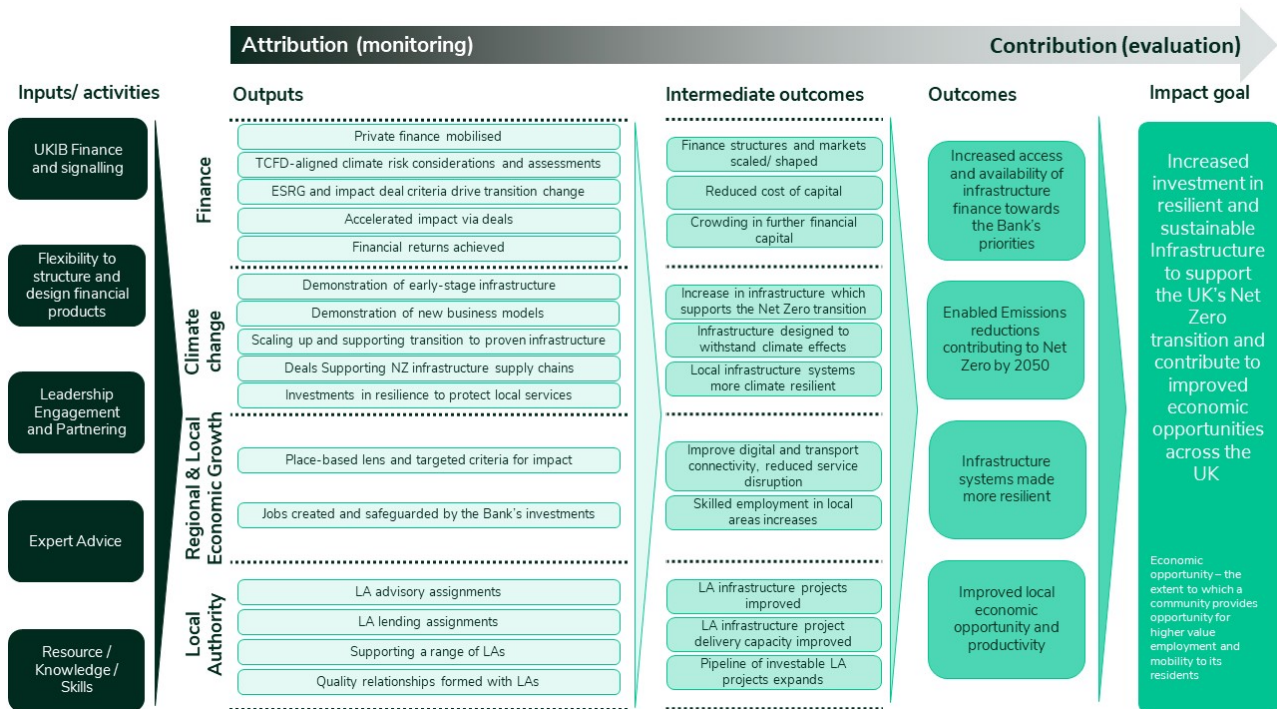 Attribution (monitoring)
Contribution (evaluation)
Inputs/ activities
UKIB Finance
and signalling
Flexibility to
structure and
design financial
products
Leadership
Engagement
and Partnering
Expert Advice
Resource /
Knowledge /
Skills
Outputs
Finance
Private finance mobilised
TCFD-aligned climate risk considerations and assessments
ESRG and impact deal criteria drive transition change
Accelerated impact via deals
Financial returns achieved
Climate
change
Demonstration of early-stage infrastructure
Demonstration of new business models
Scaling up and supporting transition to proven infrastructure
Deals Supporting NZ infrastructure supply chains
Investments in resilience to protect local services
Regional & Local
Economic Growth
Place-based lens and targeted criteria for impact
Jobs created and safeguarded by the Bank's investments
Local
Authority
LA advisory assignments
LA lending assignments
Supporting a range of LAs
Quality relationships formed with LAs
Intermediate outcomes
Finance structures and markets
scaled/ shaped
Reduced cost of capital
Crowding in further financial
capital
Increase in infrastructure which
supports the Net Zero transition
Infrastructure designed to
withstand climate effects
Local infrastructure systems
more climate resilient
Improve digital and transport
connectivity, reduced service
disruption
Skilled employment in local
areas increases
LA infrastructure projects
improved
LA infrastructure project
delivery capacity improved
Pipeline of investable LA
projects expands
Outcomes
Increased access
and availability of
infrastructure
finance towards
the Bank's
priorities
Enabled Emissions
reductions
contributing to Net
Zero by 2050
Infrastructure
systems made
more resilient
Improved local
economic
opportunity and
productivity
Impact goal
Increased
investment in
resilient and
sustainable
Infrastructure
to support
the UK's Net
Zero
transition and
contribute to
improved
economic
opportunities
across the
UK
Economic
opportunity – the
extent to which a
community provides
opportunity for
higher value
employment and
mobility to its
residents